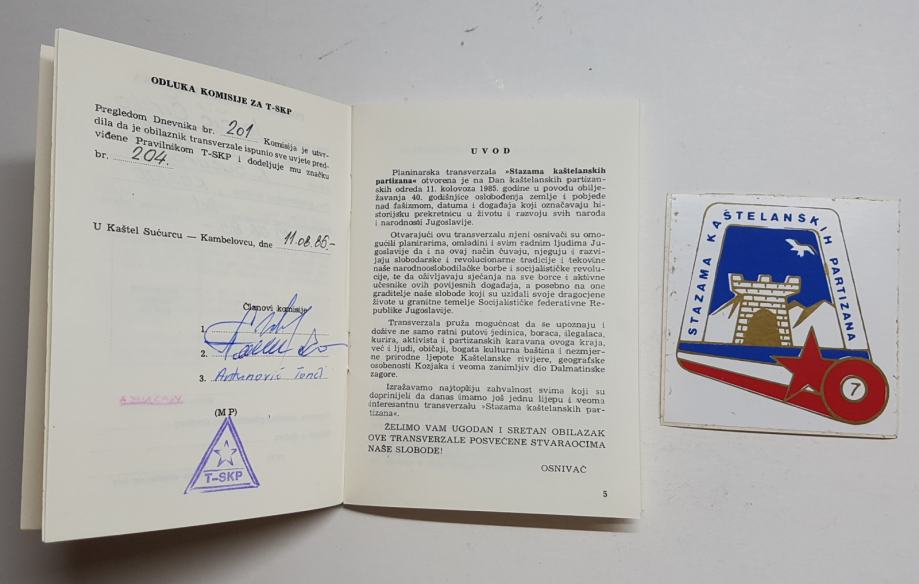 ODLUKA KOMISIJE ZA T-SKP
Pregledom Dnevnika br. 201 Komisija je utvr-
dila da je obilaznik transverzale ispunio sve uvjete pred-
viđene Pravilnikom T-SKP i dodeljuje mu značku
br. 204.
U Kaštel Sućurcu — Kambelovcu, dne 11.08.86.-
Članovi komisije
1.
2.
3. Antunović Tonči
(M P)
T-SKP
UVOD
Planinarska transverzala »Stazama kaštelanskih
partizana« otvorena je na Dan kaštelanskih partizan-
skih odreda 11. kolovoza 1985. godine u povodu obilje-
žavanja 40. godišnjice oslobođenja zemlje i pobjede
nad fašizmom, datuma i događaja koji označavaju hi-
storijsku prekretnicu u životu i razvoju svih naroda
i narodnosti Jugoslavije.
Otvarajući ovu transverzalu njeni osnivači su omo-
gućili planirarima, omladini i svim radnim ljudima Ju-
goslavije da i na ovaj način čuvaju, njeguju i razvi-
jaju slobodarske i revolucionarne tradicije i tekovine
naše narodnooslobodilačke borbe i socijalističke revolu-
cije, te da oživljavaju sjećanja na sve borce i aktivne
učesnike ovih povijesnih događaja, a posebno na one
graditelje naše slobode koji su uzidali svoje dragocjene
živote u granitne temelje Socijalističke federativne Re-
publike Jugoslavije.
Transverzala pruža mogućnost da se upoznaju i
dožive ne samo ratni putovi jedinica, boraca, ilegalaca,
kurira, aktivista i partizanskih karavana ovoga kraja,
već i ljudi, običaji, bogata kulturna baština i nezmjer-
ne prirodne ljepote Kaštelanske rivijere, geografske
osobenosti Kozjaka i veoma zanimljiv dio Dalmatinske
zagore.
Izražavamo najtopliju zahvalnost svima koji su
doprinijeli da danas imamo još jednu lijepu i veoma
interesantnu transverzalu »Stazama kaštelanskih par-
tizana«.
ŽELIMO VAM UGODAN I SRETAN OBILAZAK
OVE TRANSVERZALE POSVEĆENE STVARAOCIMA
NAŠE SLOBODE!
OSNIVAČ
5
STAZAMA KAŠTELANSKIH PARTIZANA
7